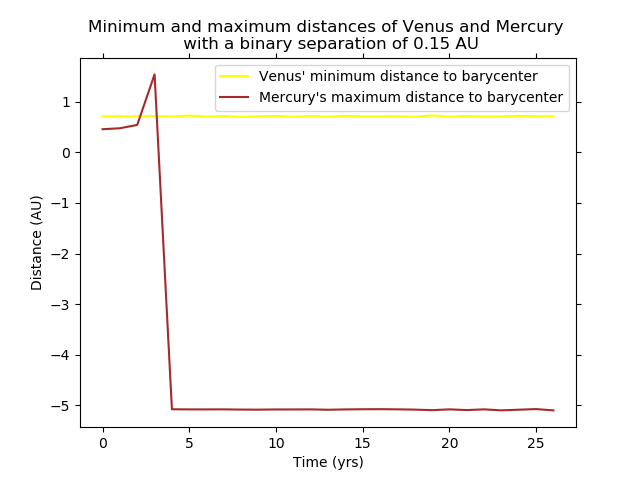 Minimum and maximum distances of Venus and Mercury
with a binary separation of 0.15 AU
Venus' minimum distance to barycenter
Mercury's maximum distance to barycenter
Distance (AU)
1
0
−1
−2
−3
−4
−5
0 5 10 15 20 25
Time (yrs)